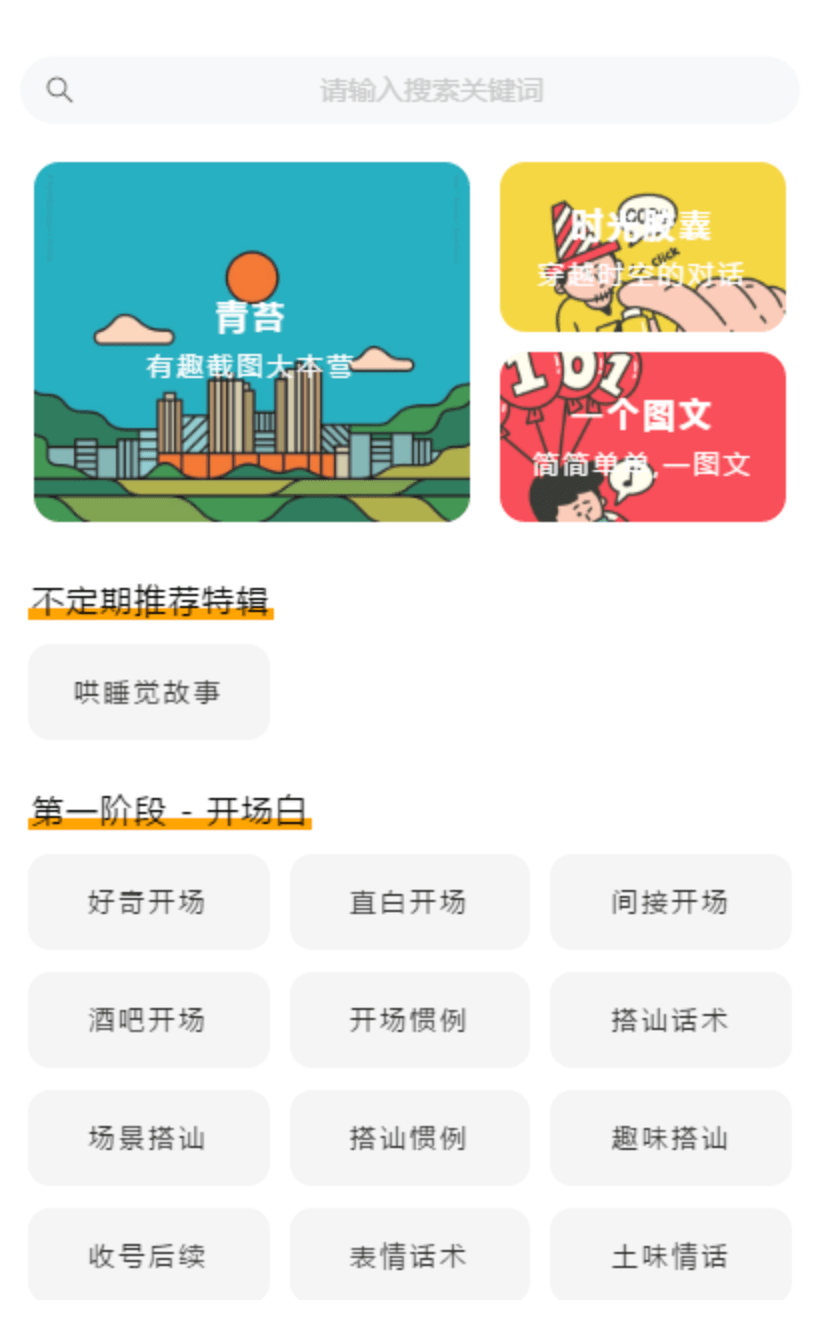 请输入搜索关键词
青苔
有趣截图大本营
时光胶囊
穿越时空的对话
click
101
一个图文
简简单单,一图文
不定期推荐特辑
哄睡觉故事
第一阶段 - 开场白
好奇开场
直白开场
间接开场
酒吧开场
开场惯例
搭讪话术
场景搭讪
搭讪惯例
趣味搭讪
收号后续
表情话术
土味情话